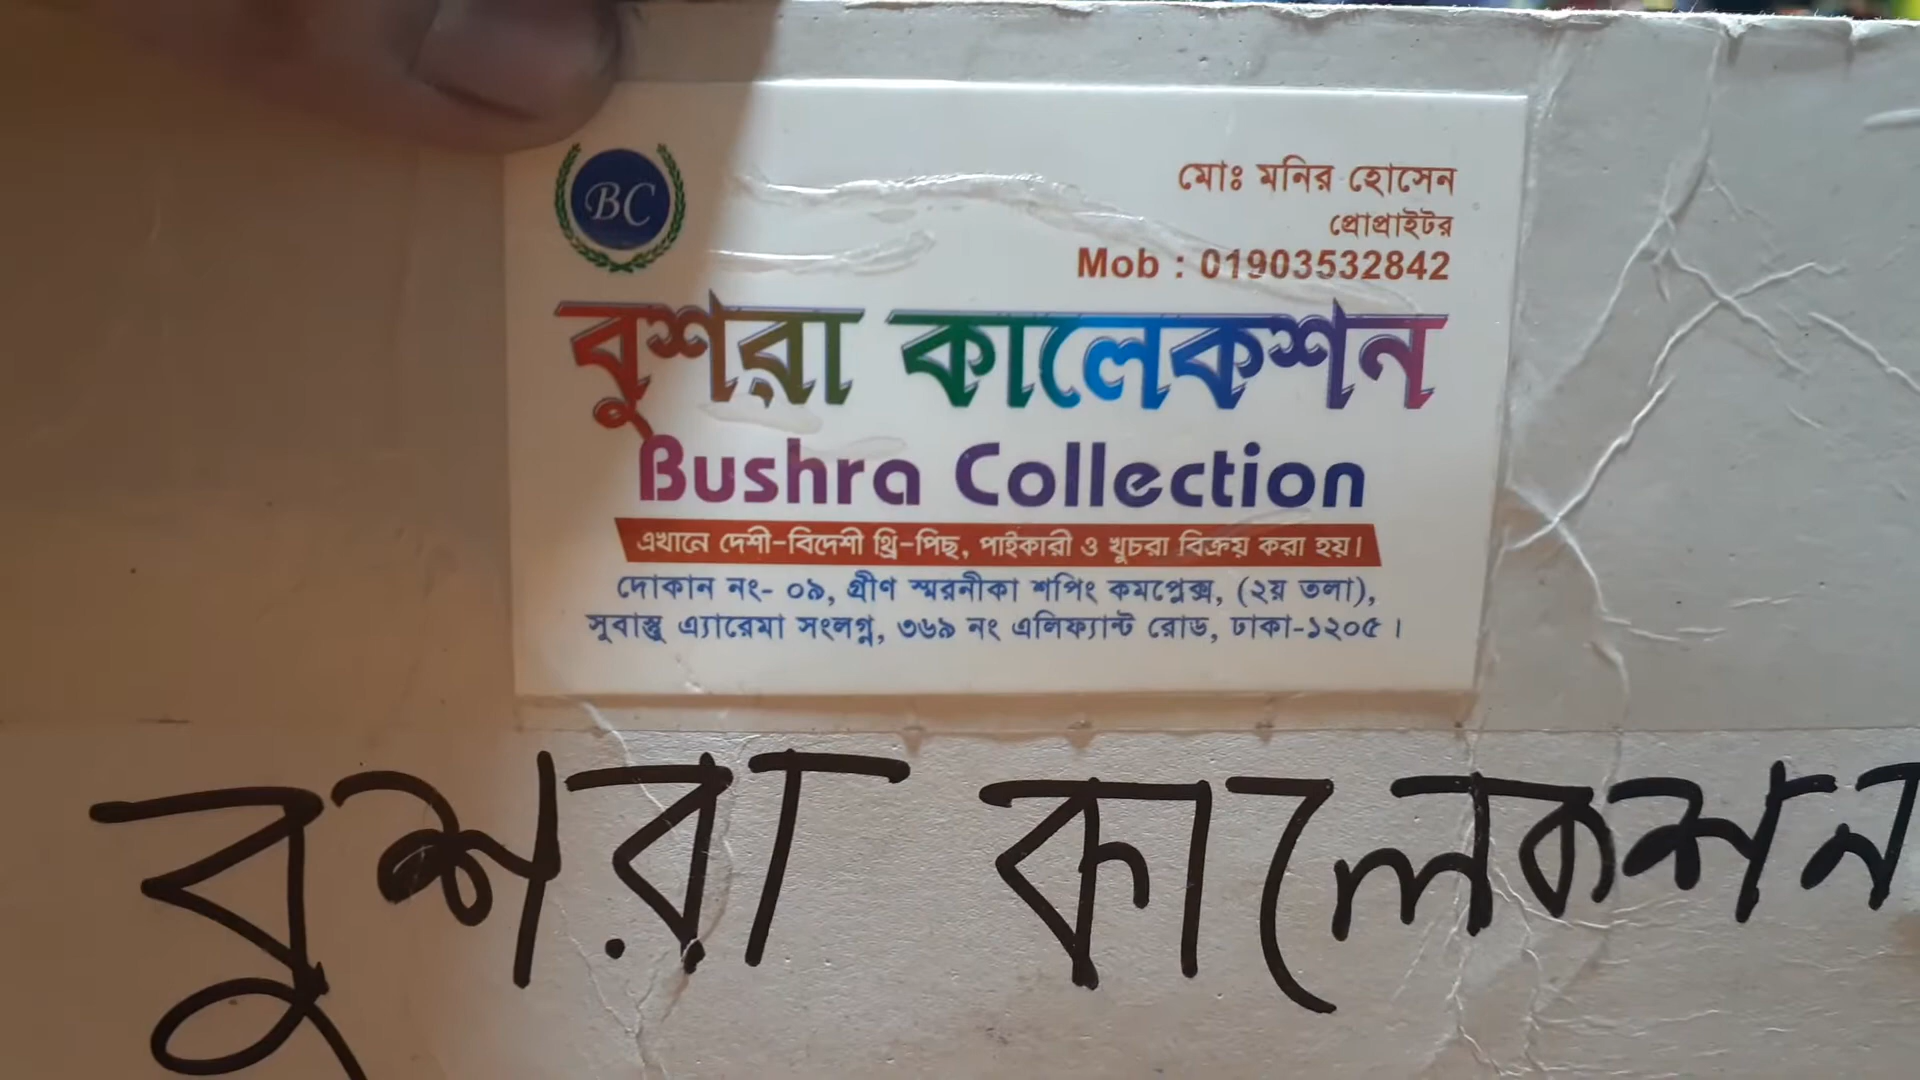 BC
মোঃ মনির হোসেন
প্রোপ্রাইটর
Mob : 01903532842
বুশরা কালেকশন
Bushra Collection
এখানে দেশী-বিদেশী থ্রি-পিছ, পাইকারী ও খুচরা বিক্রয় করা হয়।
দোকান নং- ০৯, গ্রীণ স্মরনীকা শপিং কমপ্লেক্স, (২য় তলা),
সুবাস্তু এ্যারেমা সংলগ্ন, ৩৬৯ নং এলিফ্যান্ট রোড, ঢাকা-১২০৫ ।
বুশরা কালেকশন